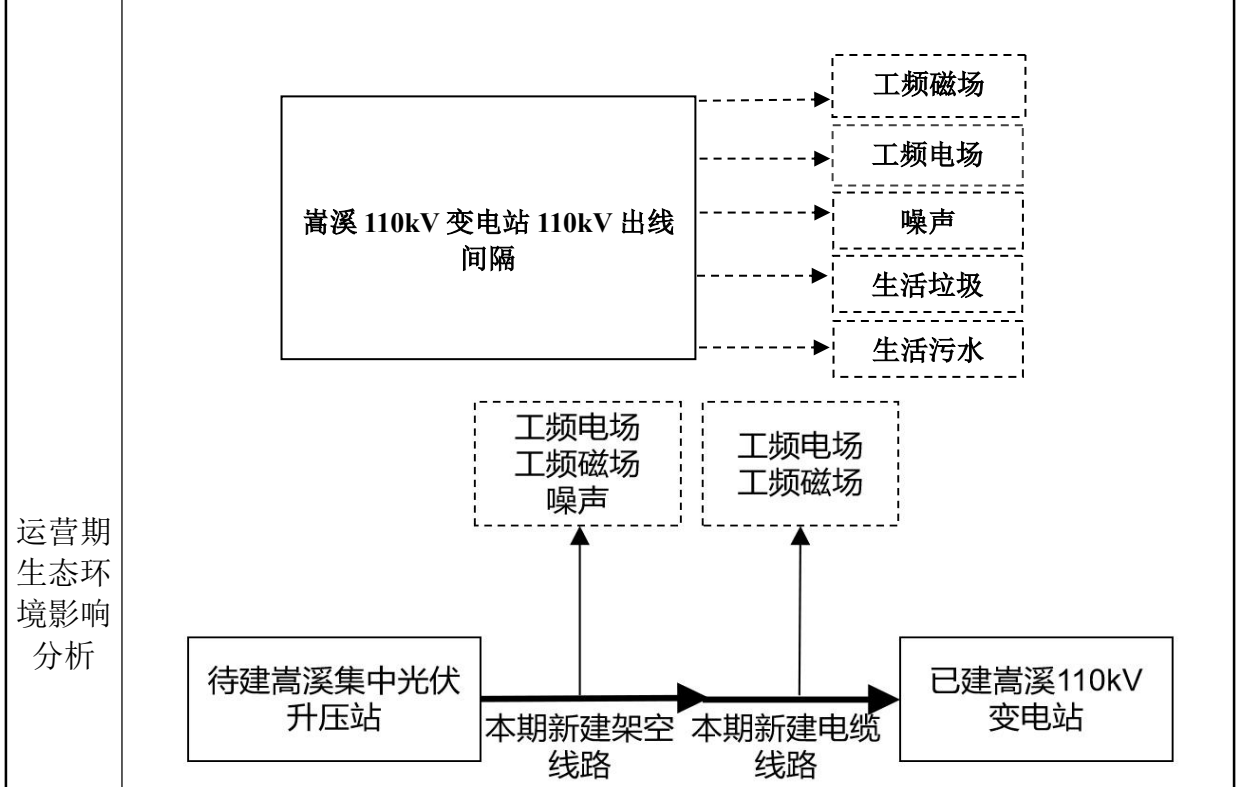 工频磁场
工频电场
噪声
生活垃圾
生活污水
嵩溪 110kV 变电站 110kV 出线
间隔
工频电场
工频磁场
噪声
工频电场
工频磁场
运营期
生态环
境影响
分析
待建嵩溪集中光伏
升压站
本期新建架空
线路
本期新建电缆
线路
已建嵩溪110kV
变电站